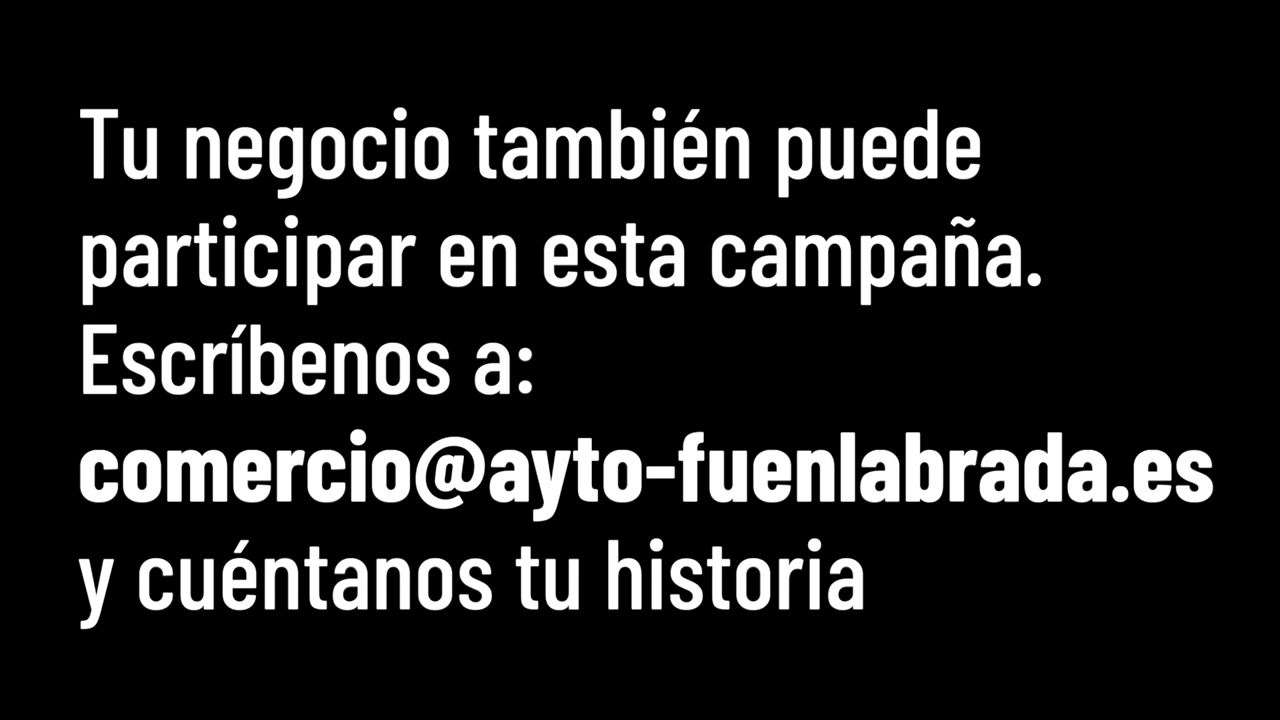 Tu negocio también puede
participar en esta campaña.
Escríbenos a:
comercio@ayto-fuenlabrada.es
y cuéntanos tu historia